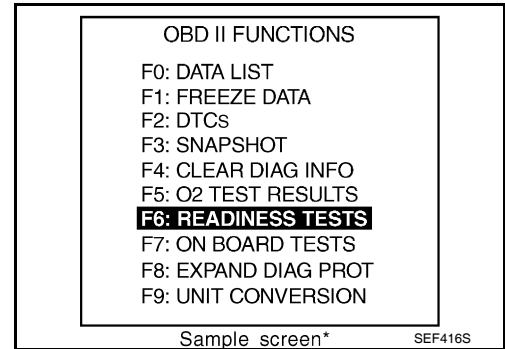 OBD II FUNCTIONS
F0: DATA LIST
F1: FREEZE DATA
F2: DTCs
F3: SNAPSHOT
F4: CLEAR DIAG INFO
F5: O2 TEST RESULTS
F6: READINESS TESTS
F7: ON BOARD TESTS
F8: EXPAND DIAG PROT
F9: UNIT CONVERSION
Sample screen* SEF416S